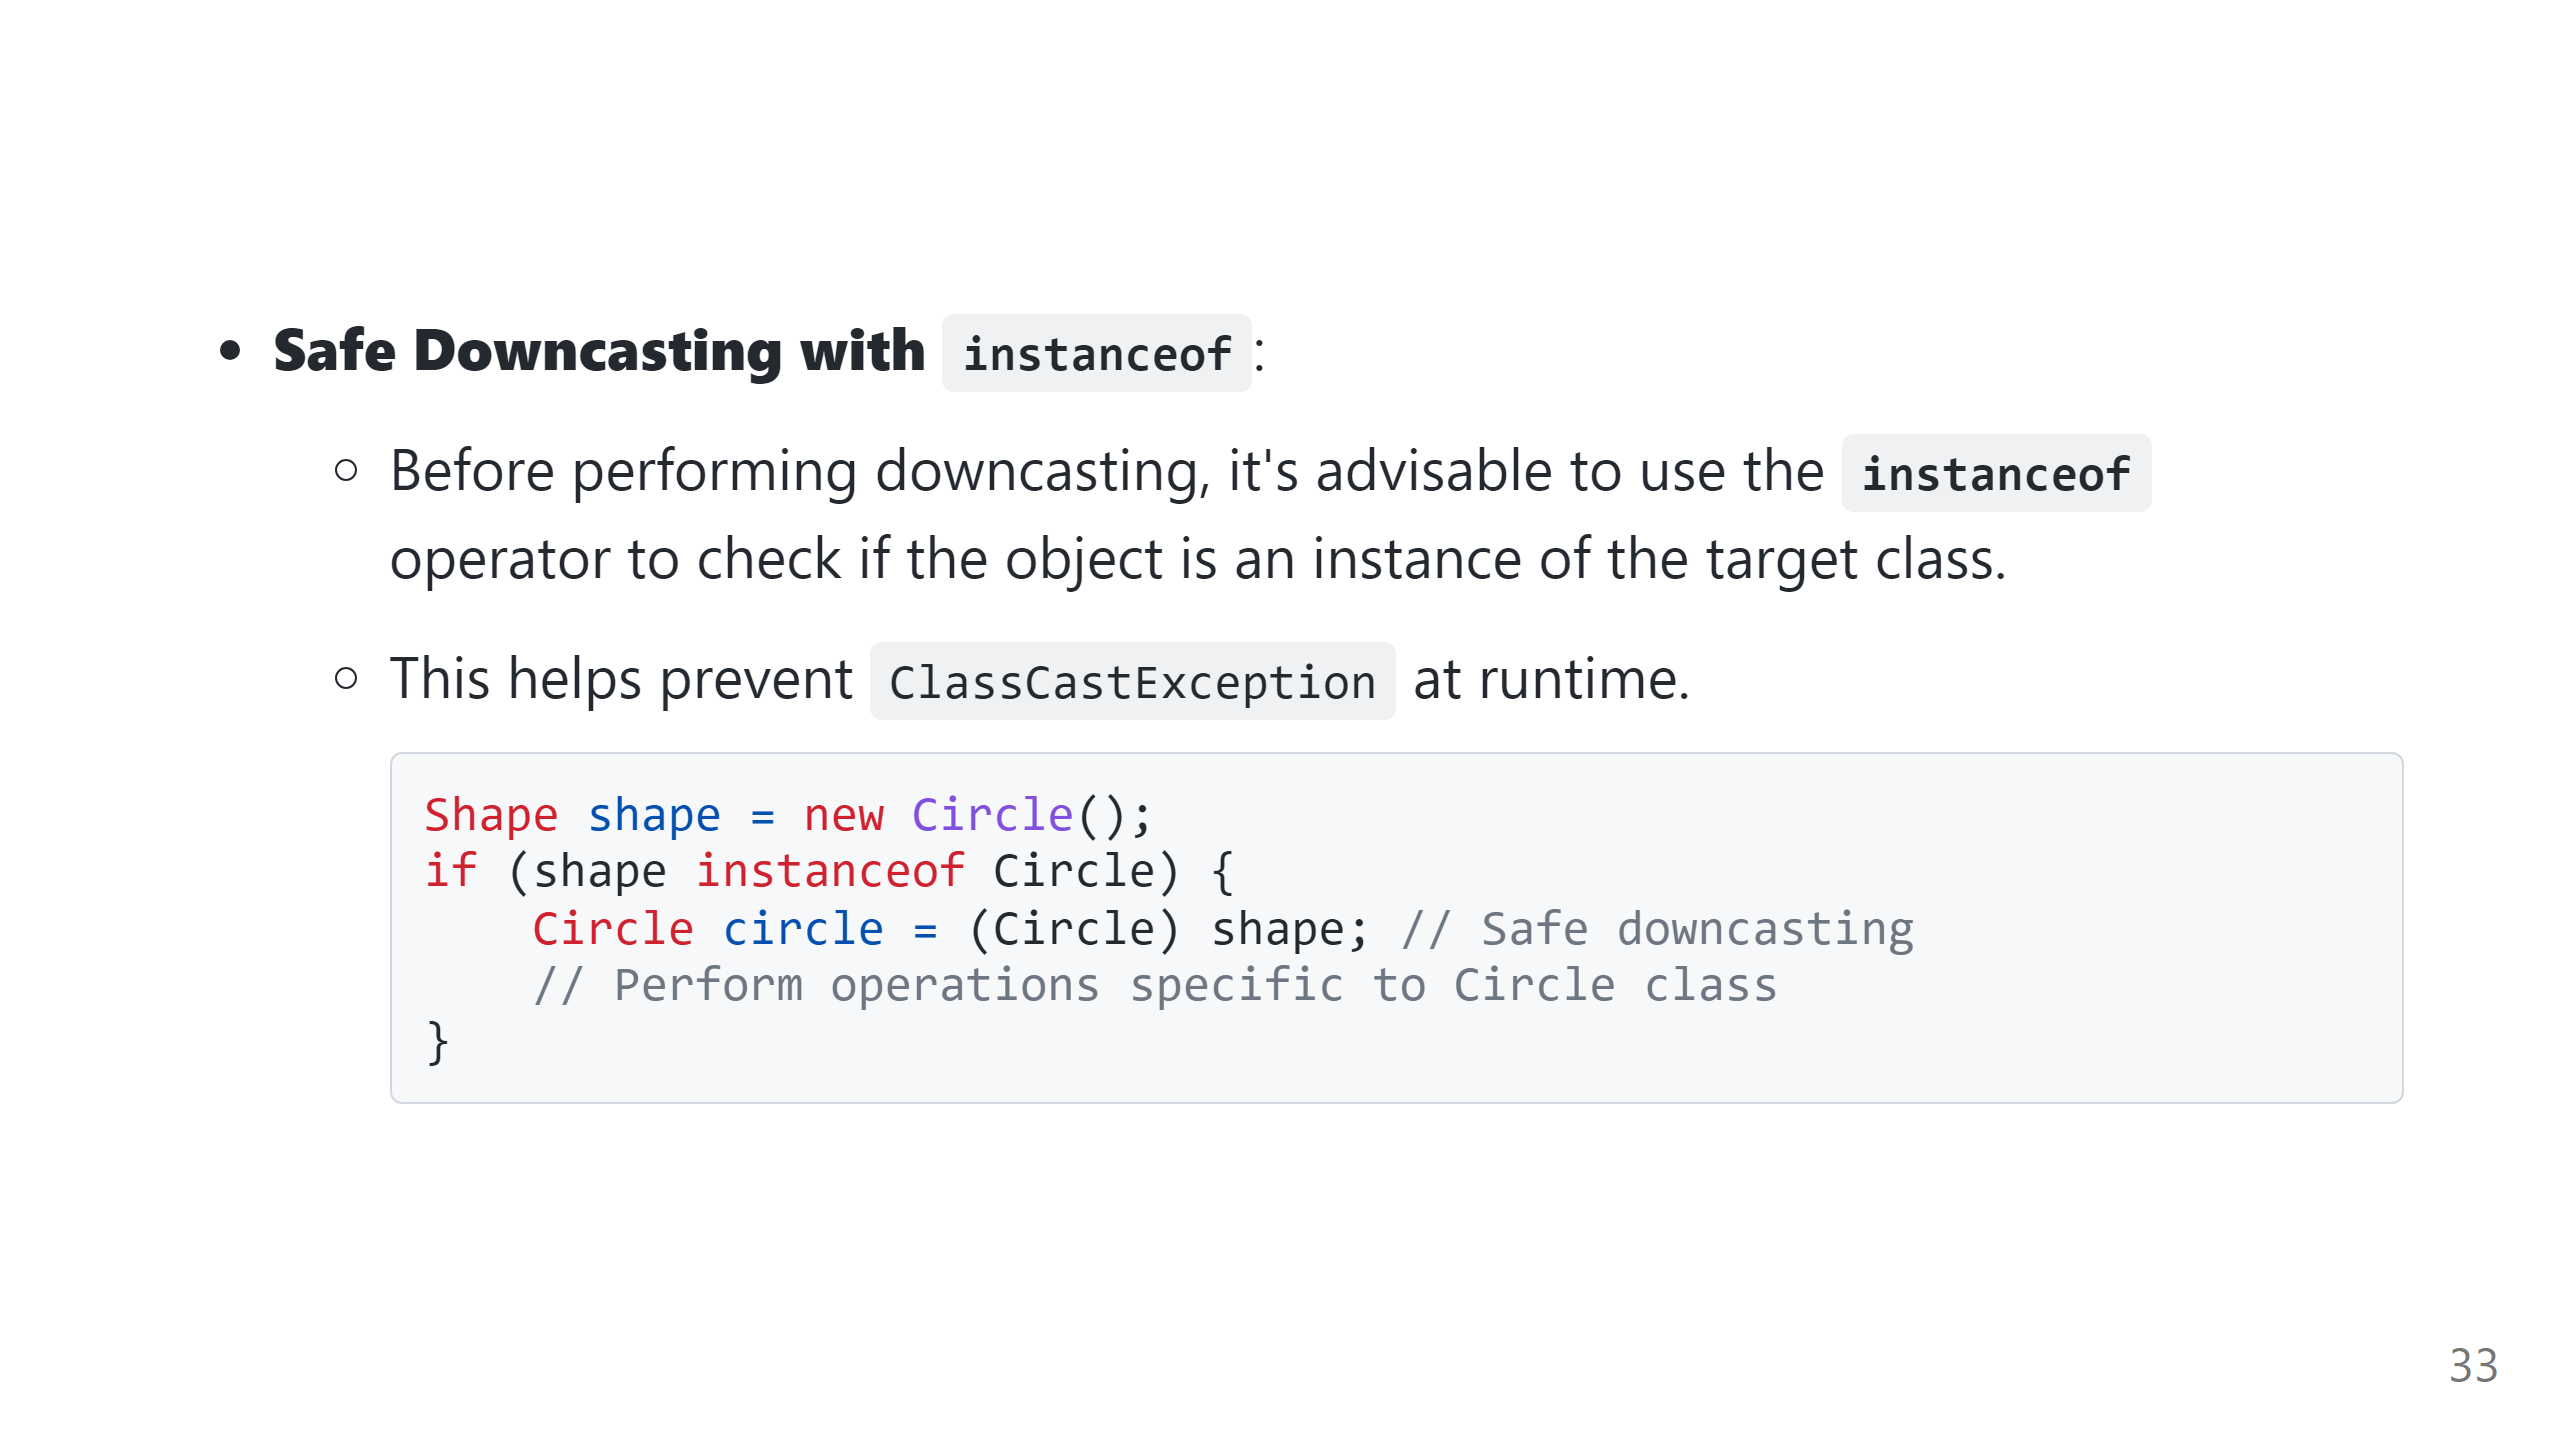 • Safe Downcasting with instanceof:
◦ Before performing downcasting, it's advisable to use the instanceof
operator to check if the object is an instance of the target class.
◦ This helps prevent ClassCastException at runtime.
Shape shape = new Circle();
if (shape instanceof Circle) {
    Circle circle = (Circle) shape; // Safe downcasting
    // Perform operations specific to Circle class
}
33